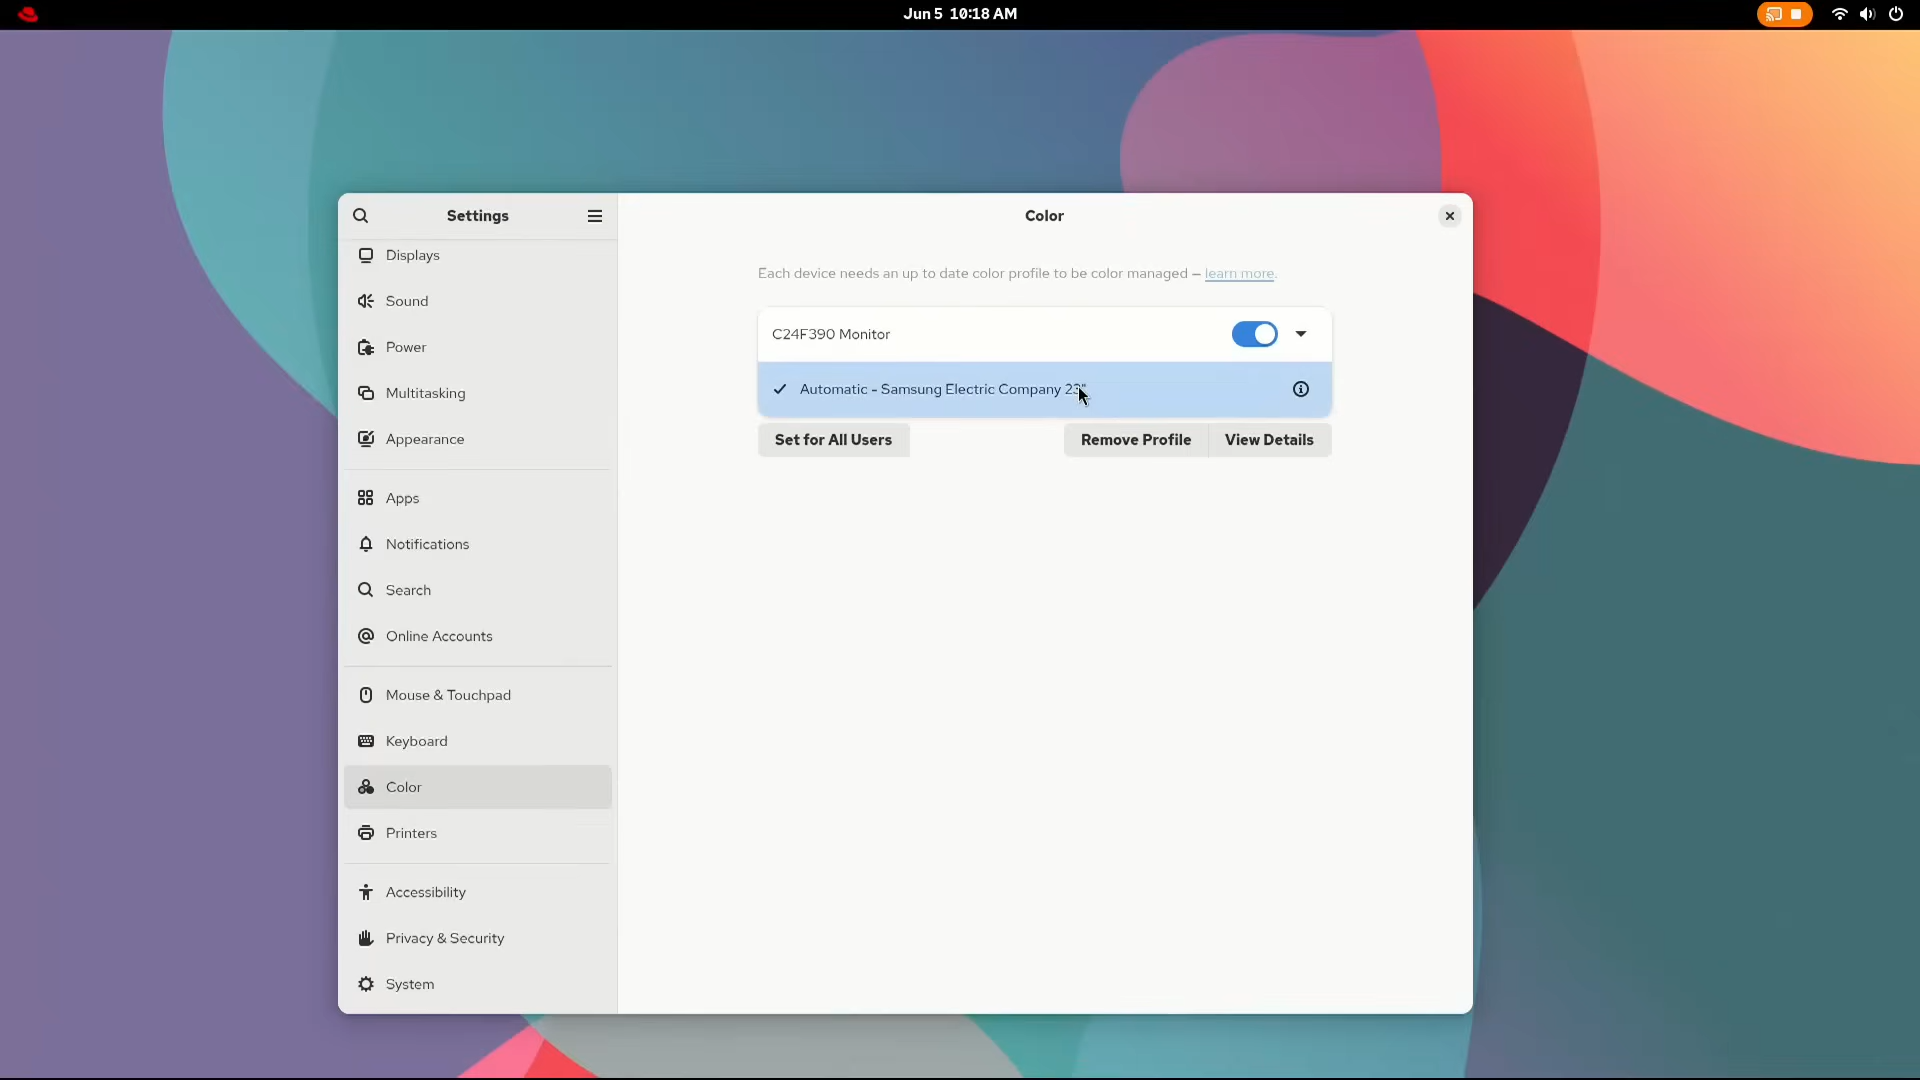 Jun 5 10:18 AM
Settings
Color
Displays
Sound
Power
Multitasking
Appearance
Apps
Notifications
Search
Online Accounts
Mouse & Touchpad
Keyboard
Color
Printers
Accessibility
Privacy & Security
System
Each device needs an up to date color profile to be color managed — learn more.
C24F390 Monitor
Automatic - Samsung Electric Company 23"
Set for All Users
Remove Profile
View Details